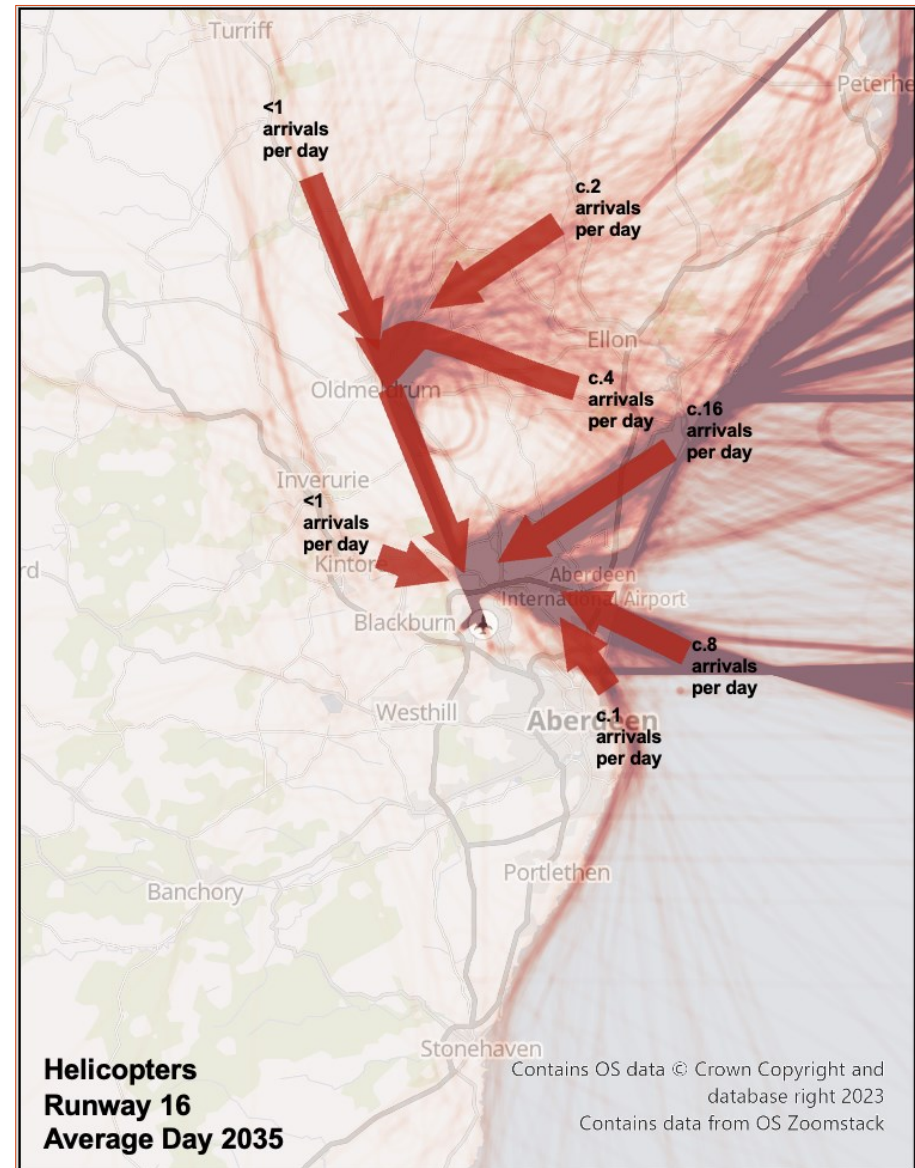 Turriff
Peterhe
<1
arrivals
per day
c.2
arrivals
per day
Ellon
Oldmeldrum
c.4
arrivals
per day
c.16
arrivals
per day
Inverurie
<1
arrivals
per day
Kintore
rd
Aberdeen
International Airport
Blackburn
c.8
arrivals
per day
Westhill
Aberdeen
c.1
arrivals
per day
Portlethen
Banchory
Stonehaven
Helicopters
Runway 16
Average Day 2035
Contains OS data © Crown Copyright and
database right 2023
Contains data from OS Zoomstack